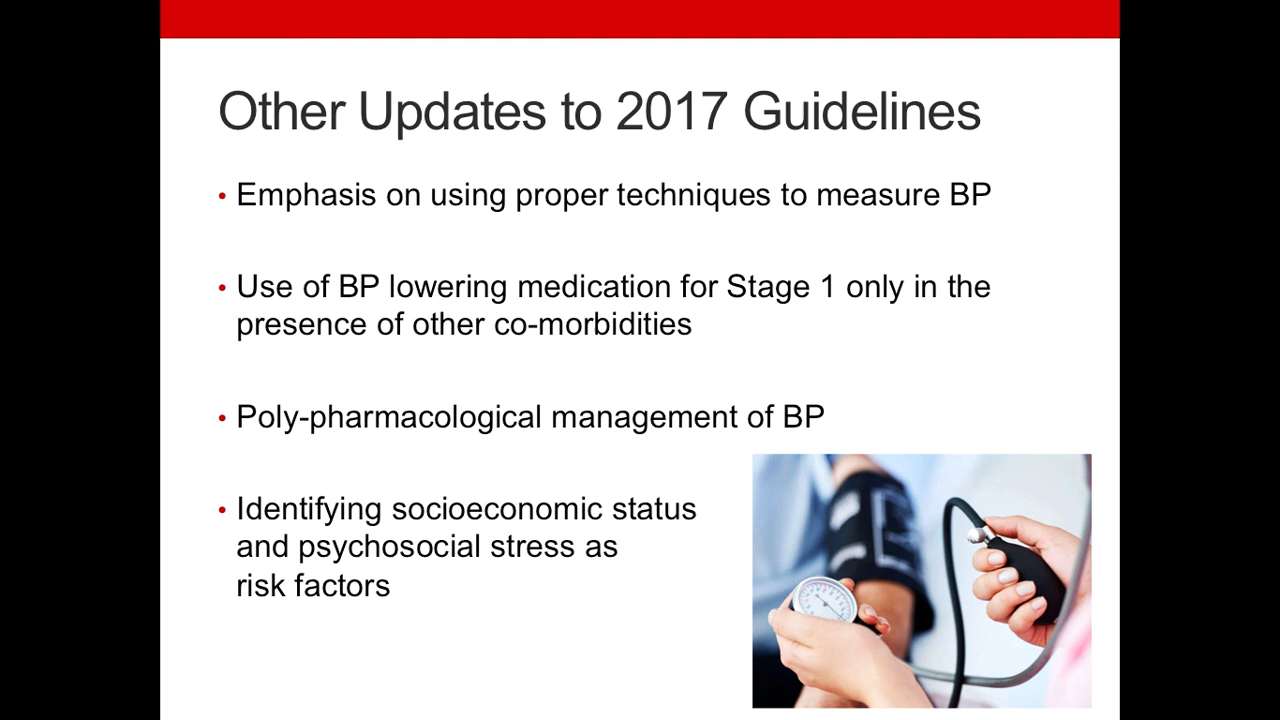 Other Updates to 2017 Guidelines
• Emphasis on using proper techniques to measure BP
• Use of BP lowering medication for Stage 1 only in the
presence of other co-morbidities
• Poly-pharmacological management of BP
• Identifying socioeconomic status
and psychosocial stress as
risk factors